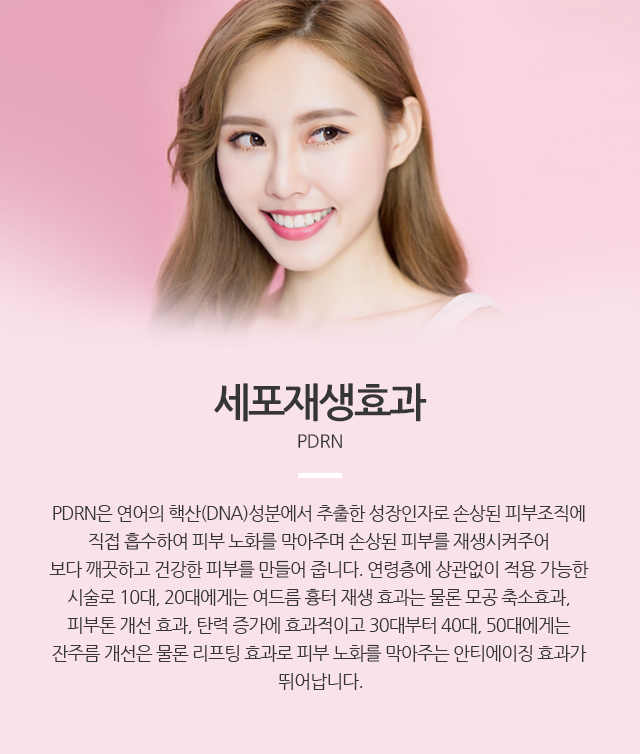 세포재생효과
PDRN
PDRN은 연어의 핵산(DNA)성분에서 추출한 성장인자로 손상된 피부조직에
직접 흡수하여 피부 노화를 막아주며 손상된 피부를 재생시켜주어
보다 깨끗하고 건강한 피부를 만들어 줍니다. 연령층에 상관없이 적용 가능한
시술로 10대, 20대에게는 여드름 흉터 재생 효과는 물론 모공 축소효과,
피부톤 개선 효과, 탄력 증가에 효과적이고 30대부터 40대, 50대에게는
잔주름 개선은 물론 리프팅 효과로 피부 노화를 막아주는 안티에이징 효과가
뛰어납니다.